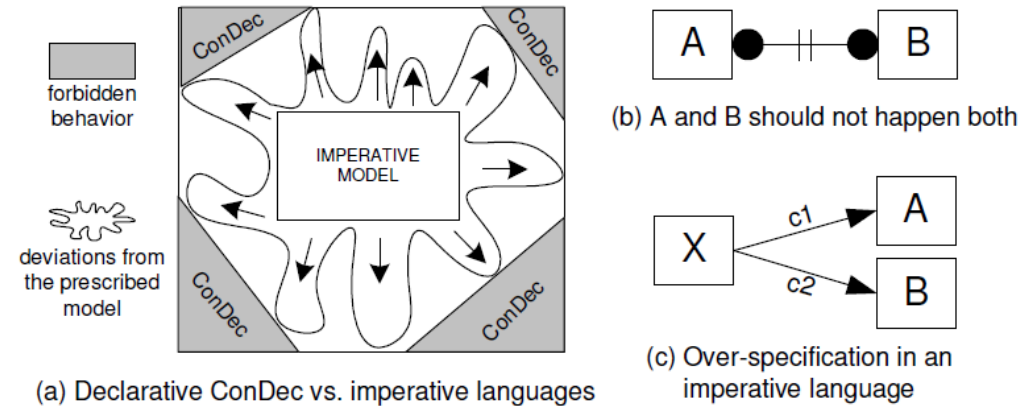 forbidden
behavior
deviations from
the prescribed
model
ConDec
ConDec
IMPERATIVE
MODEL
ConDec
ConDec
(a) Declarative ConDec vs. imperative languages
A
B
(b) A and B should not happen both
X
c1
c2
A
B
(c) Over-specification in an
imperative language